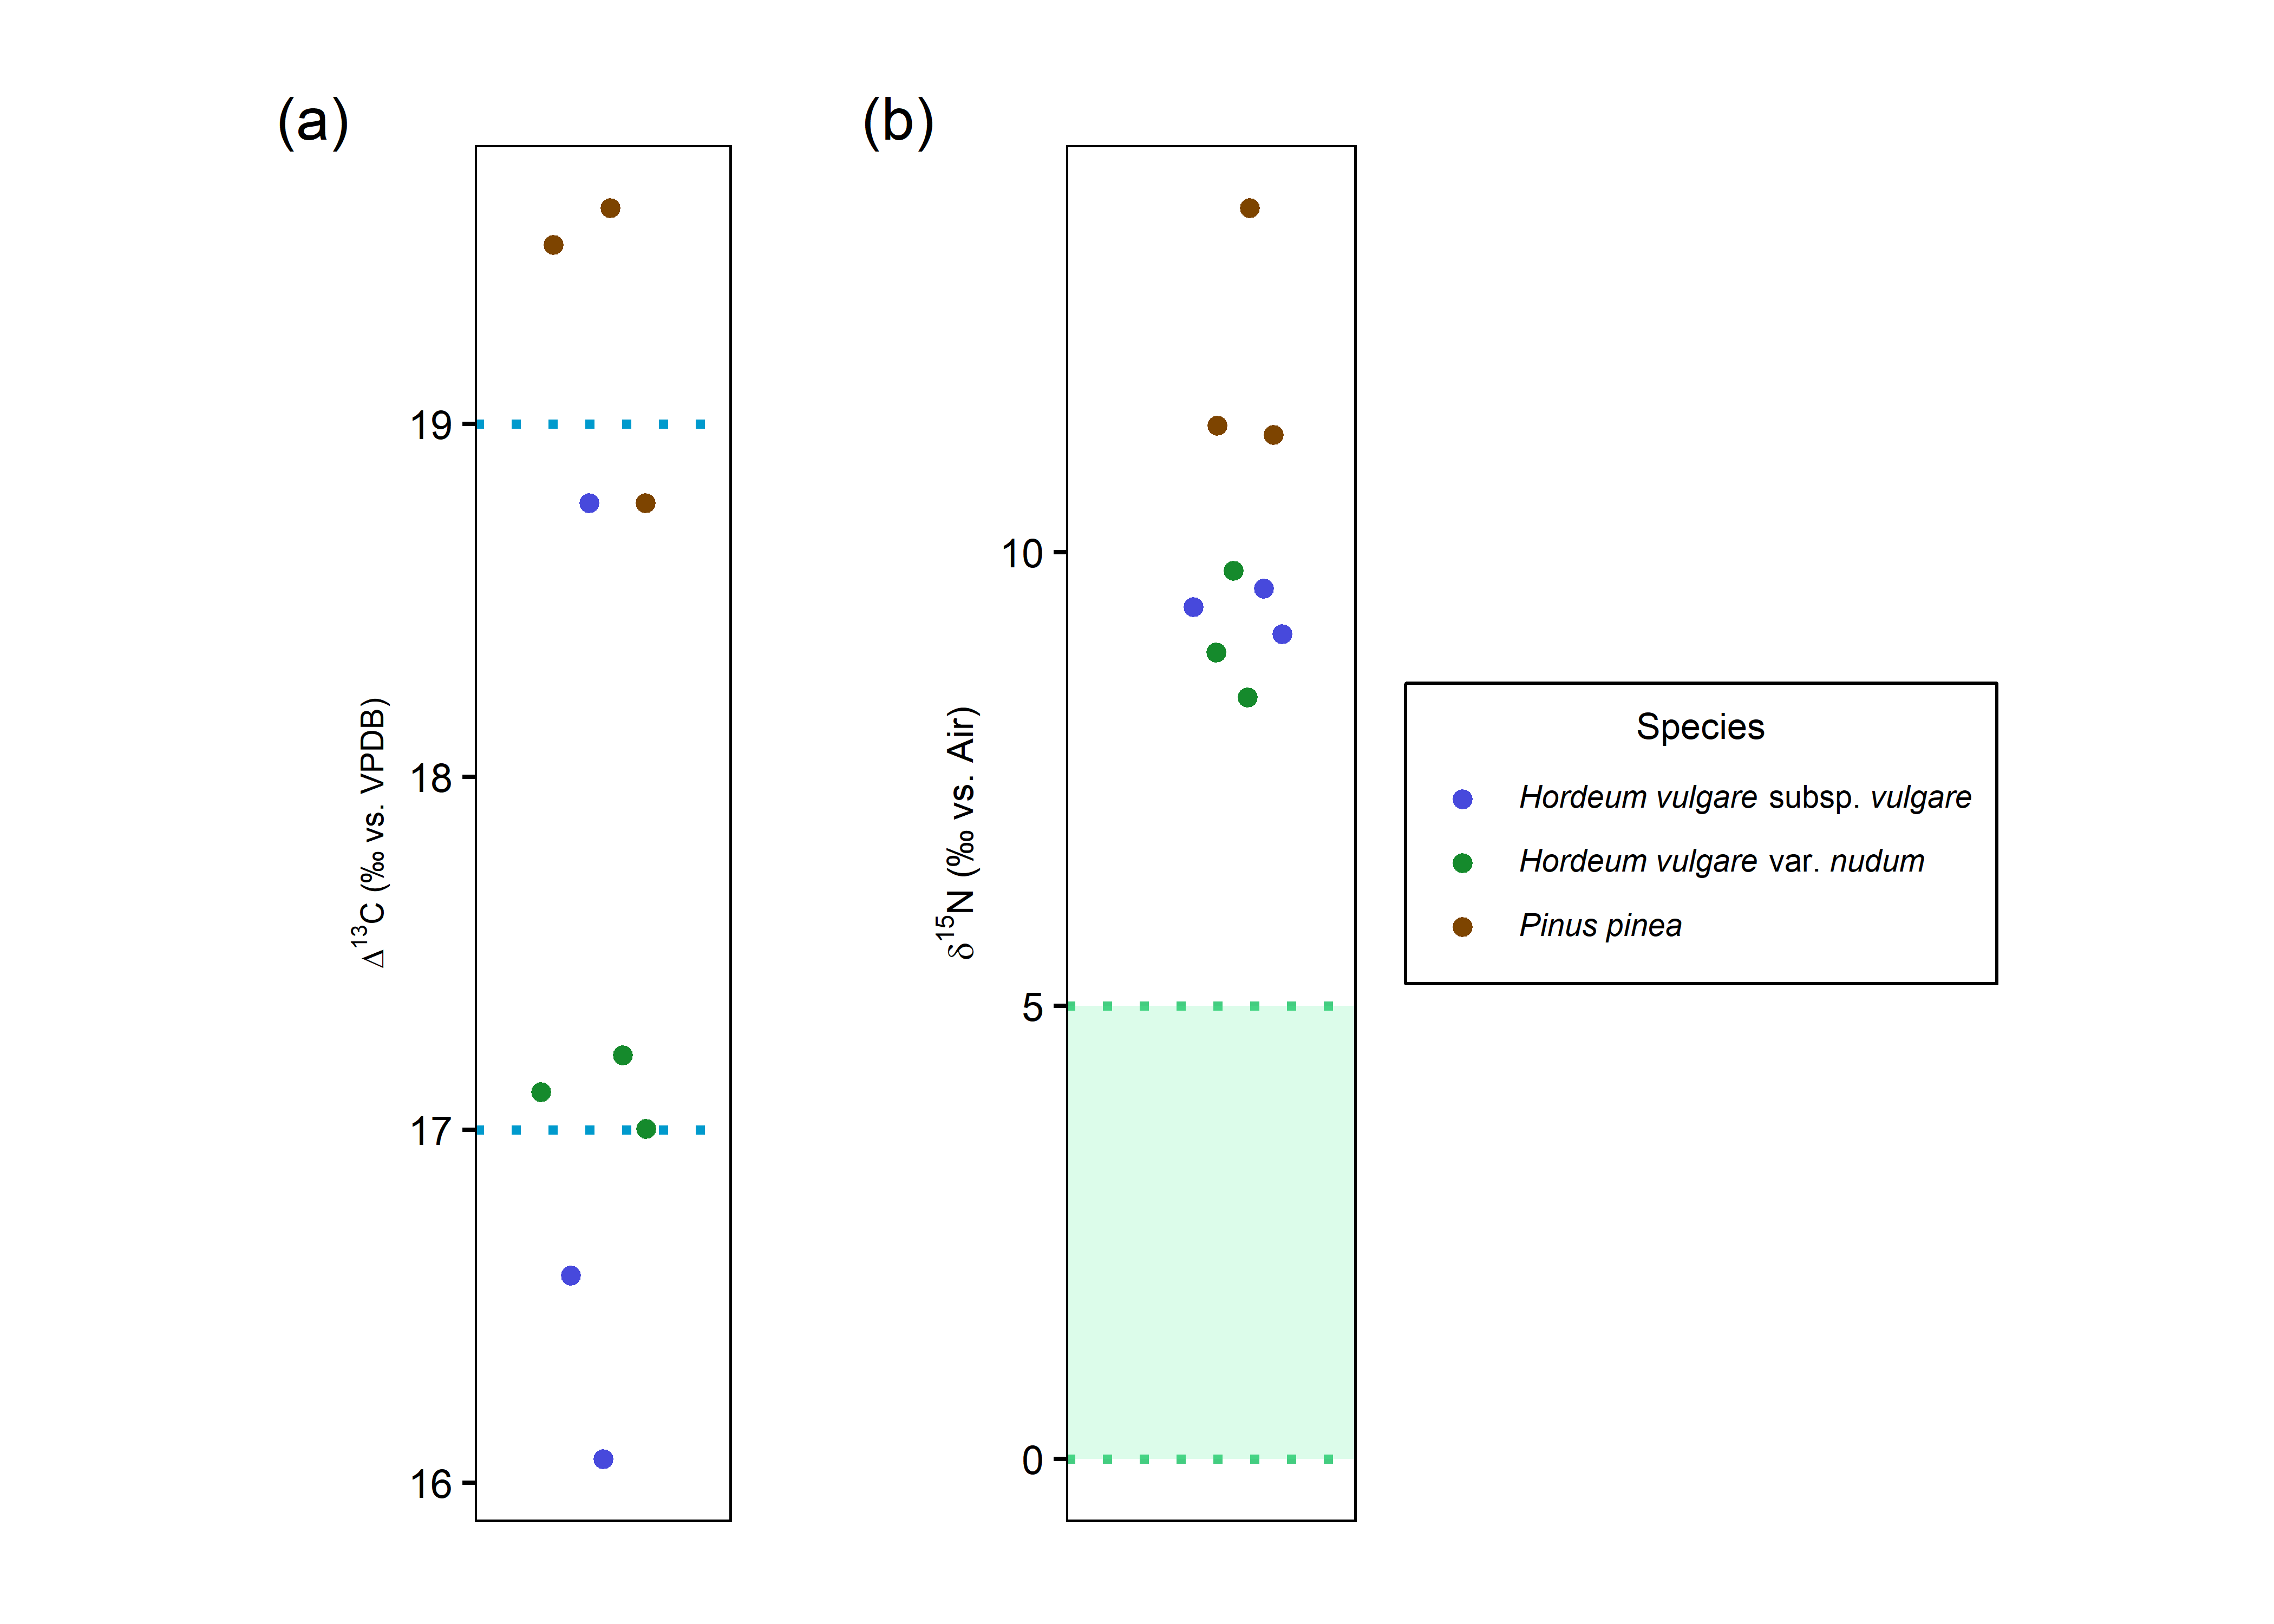 (a)
(b)
19
18
17
16
Δ13C (‰ vs. VPDB)
10
5
0
δ15N (‰ vs. Air)
Species
Hordeum vulgare subsp. vulgare
Hordeum vulgare var. nudum
Pinus pinea